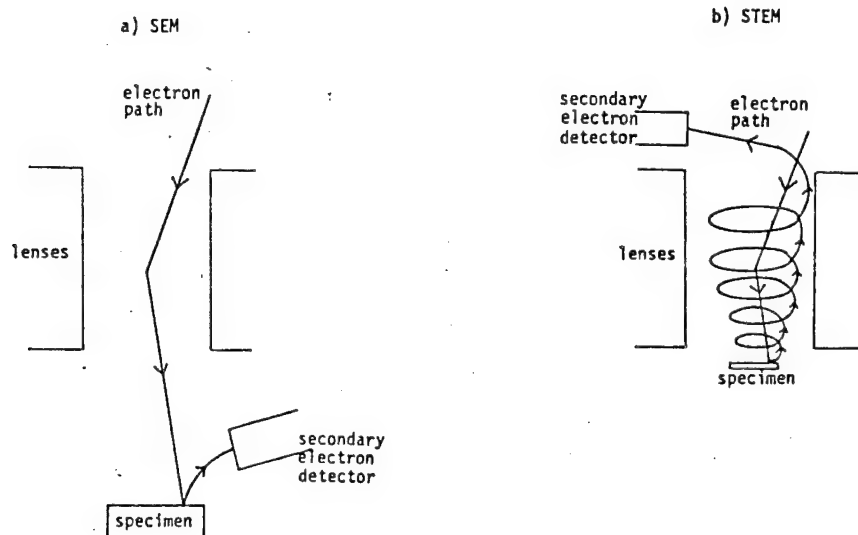 a) SEM
electron
path
lenses
secondary
electron
detector
specimen
b) STEM
secondary
electron
detector
electron
path
lenses
specimen